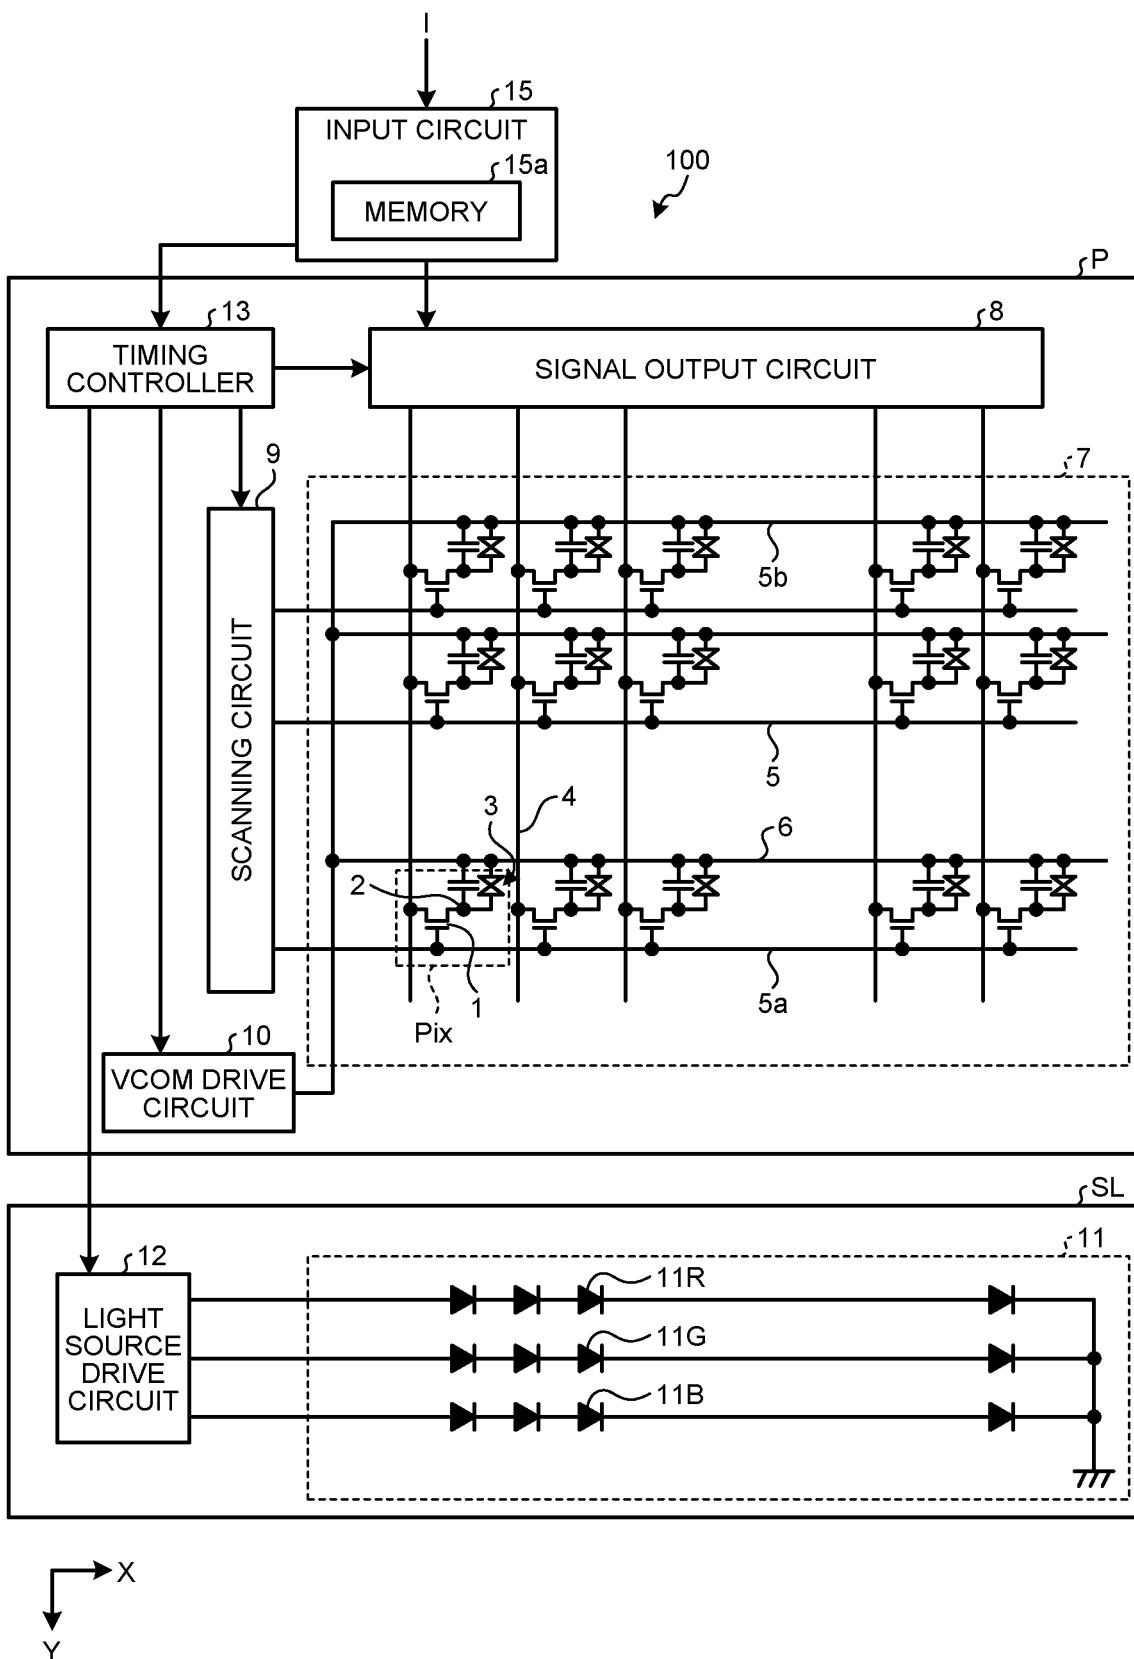 I
15
INPUT CIRCUIT
15a
MEMORY
100
P
13
TIMING
CONTROLLER
8
SIGNAL OUTPUT CIRCUIT
9
SCANNING CIRCUIT
7
5b
5
4
3
6
2
1
5a
Pix
10
VCOM DRIVE
CIRCUIT
SL
12
LIGHT
SOURCE
DRIVE
CIRCUIT
11
11R
11G
11B
X
Y